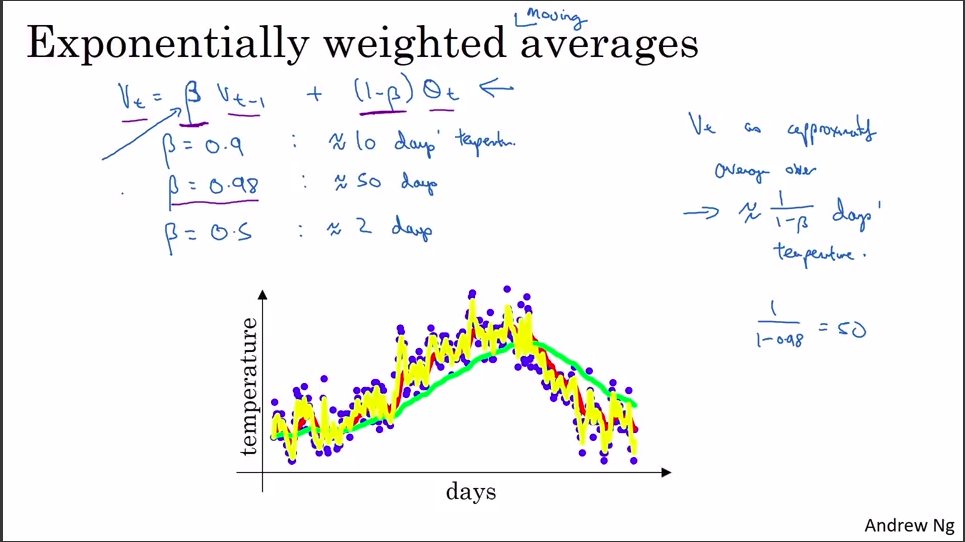 moving
Exponentially weighted averages
Vt = β Vt-1 + (1-β) θt ←
β = 0.9 : ≈ 10 days' temperature.
β = 0.98 : ≈ 50 days
β = 0.5 : ≈ 2 days
Vt as approximately
average over
→ ≈ 1/(1-β) days'
temperature.
1/(1-0.98) = 50
temperature
days
Andrew Ng